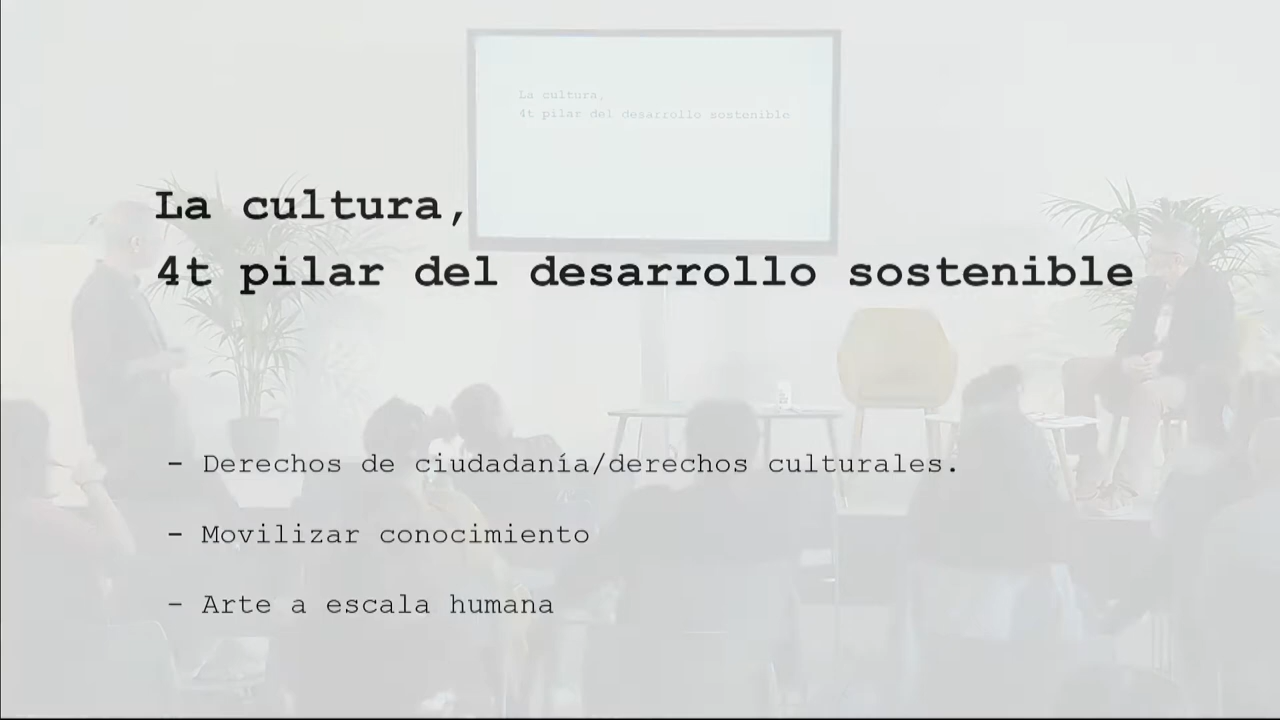 La cultura,
4t pilar del desarrollo sostenible
La cultura,
4t pilar del desarrollo sostenible
- Derechos de ciudadanía/derechos culturales.
- Movilizar conocimiento
- Arte a escala humana